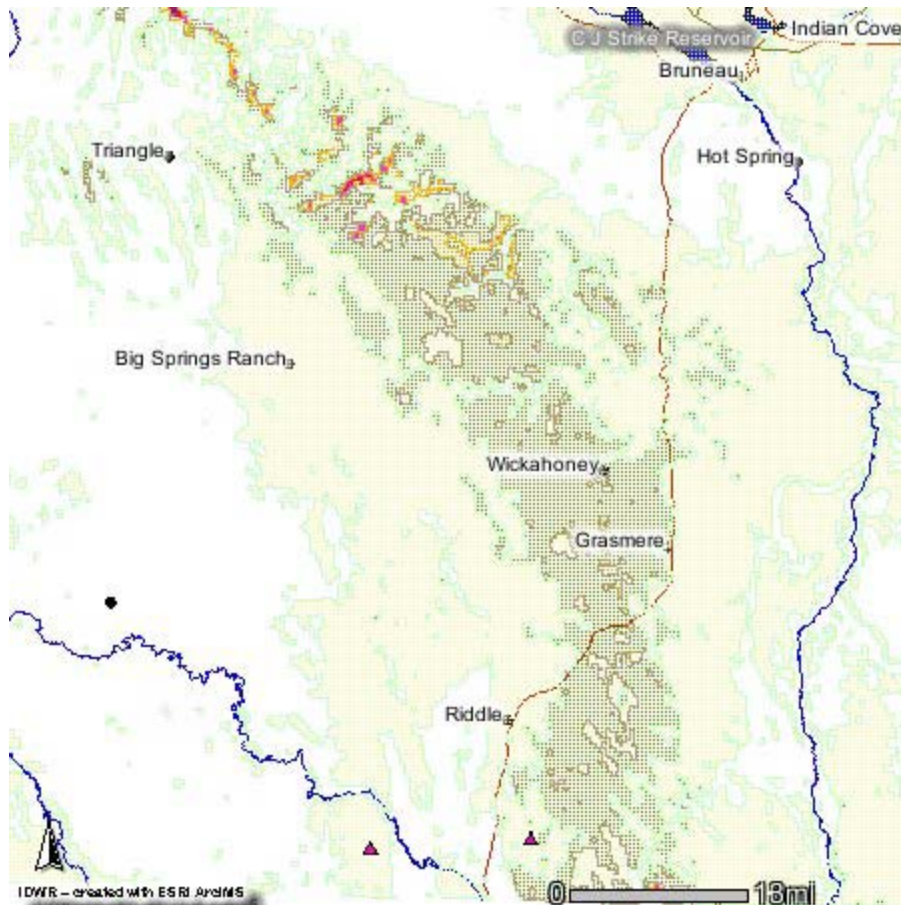 Indian Cove
C J Strike Reservoir
Bruneau
Triangle
Hot Spring
Big Springs Ranch
Wickahoney
Grasmere
Riddle
IDWR – created with ESRI ArcIMS
0 18mi